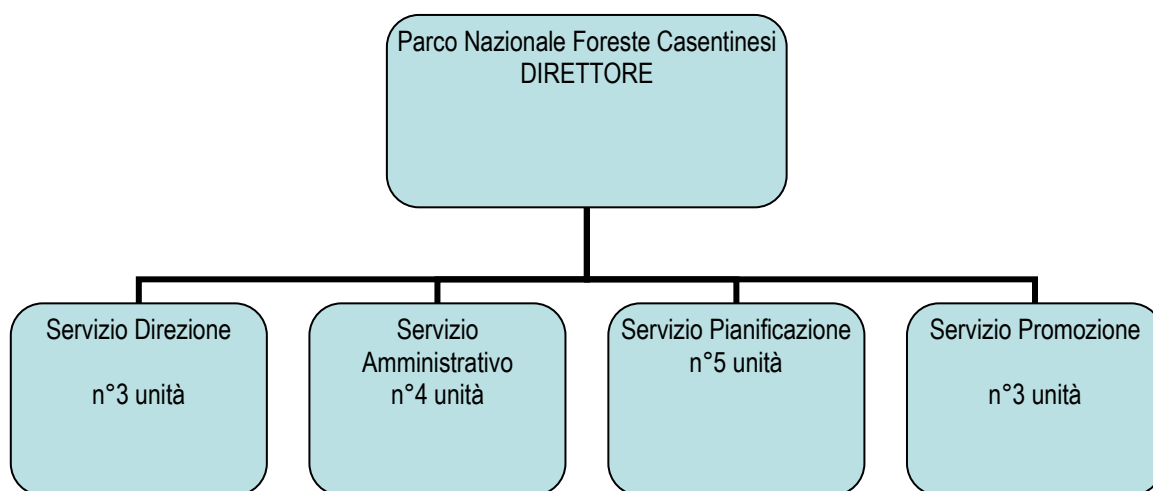 Parco Nazionale Foreste Casentinesi
DIRETTORE
Servizio Direzione
n°3 unità
Servizio
Amministrativo
n°4 unità
Servizio Pianificazione
n°5 unità
Servizio Promozione
n°3 unità